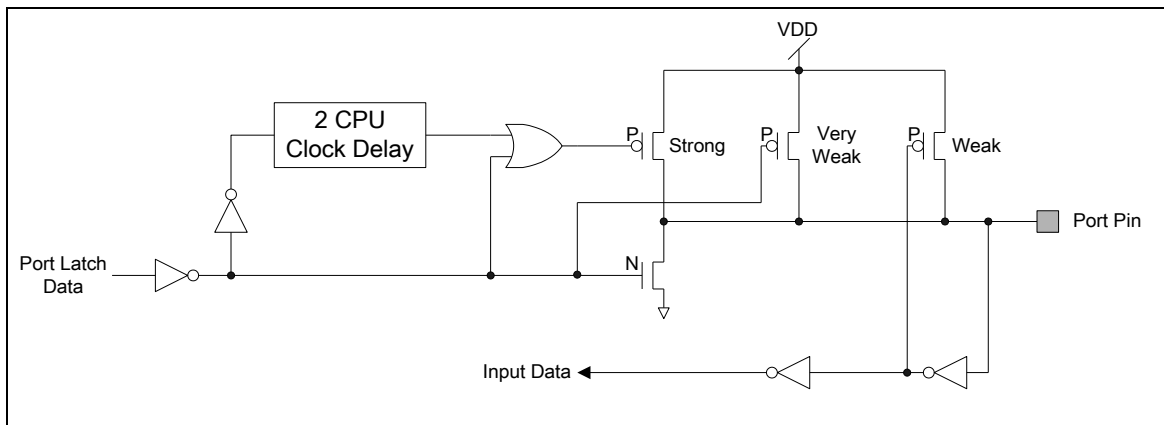 VDD
2 CPU
Clock Delay
P
Strong
P
Very
Weak
P
Weak
Port Pin
Port Latch
Data
N
Input Data